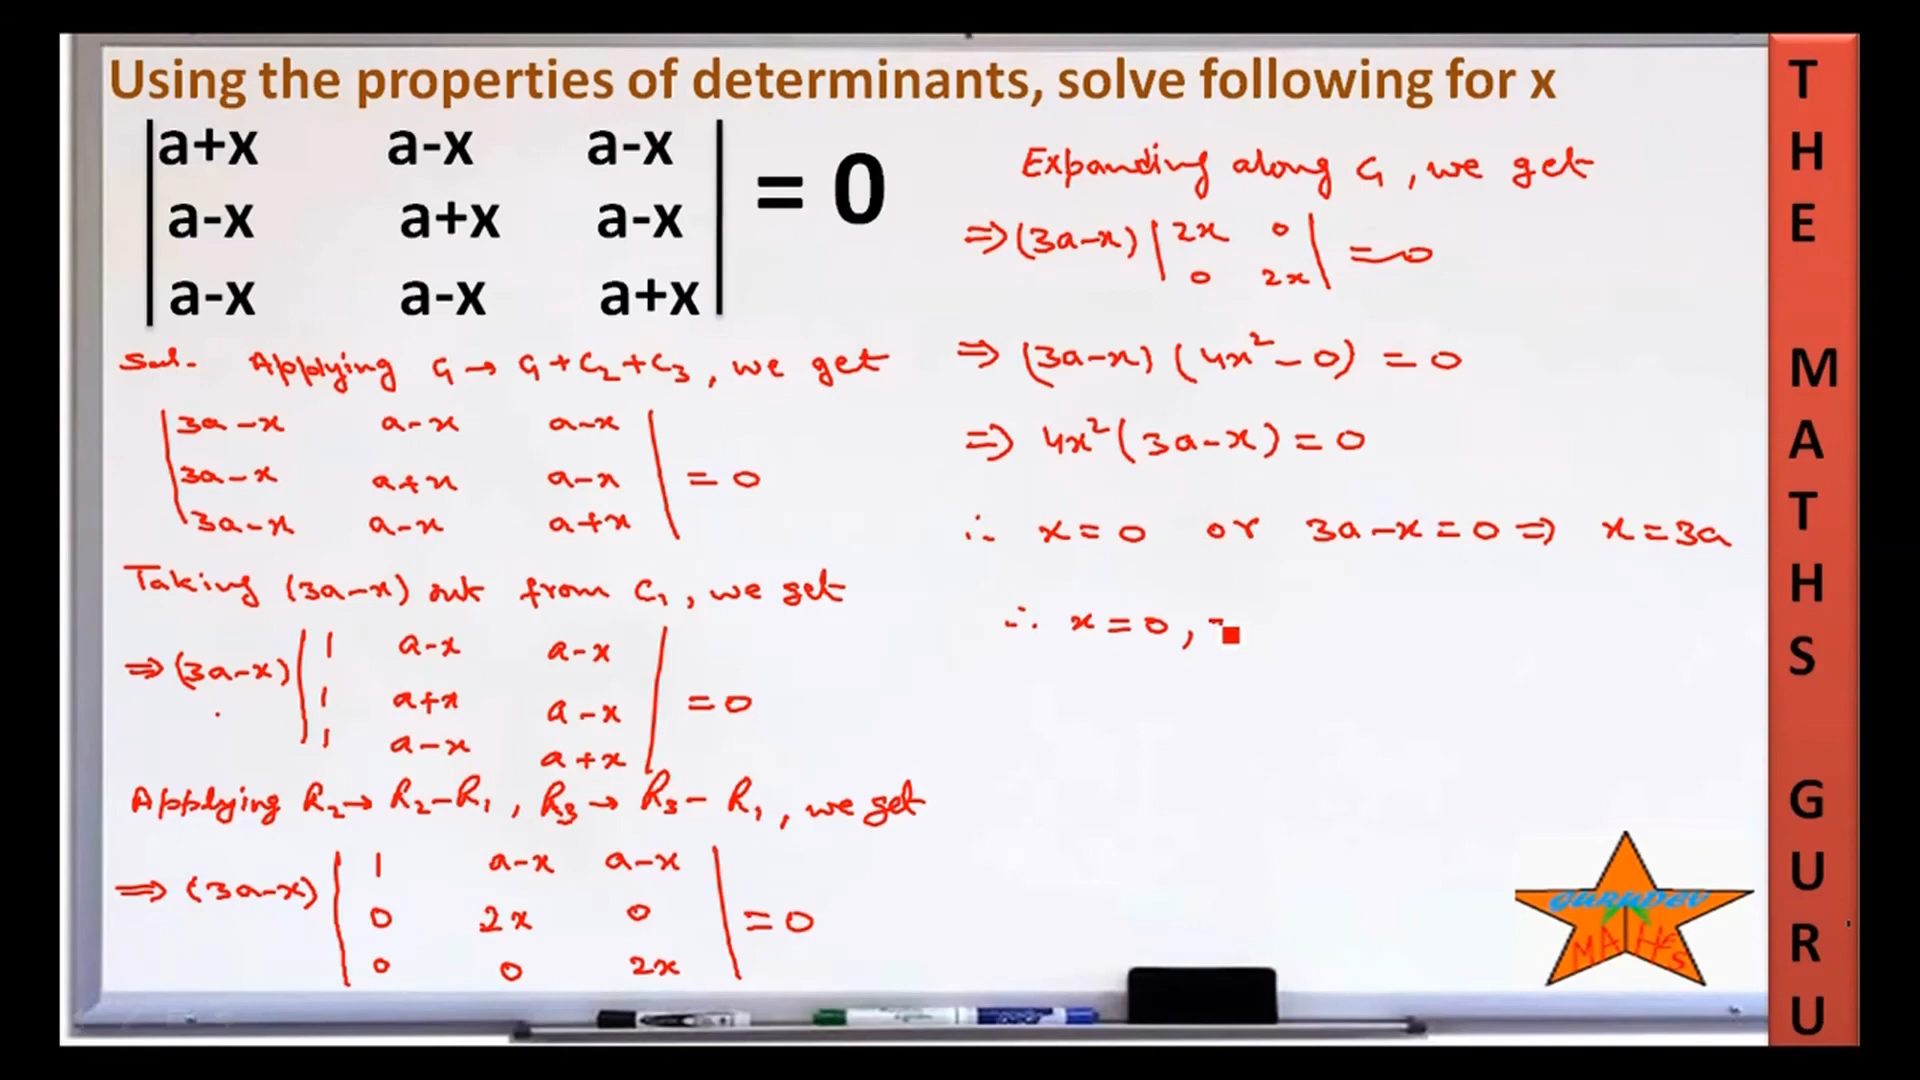 Using the properties of determinants, solve following for x
|a+x a-x a-x|
|a-x a+x a-x| = 0
|a-x a-x a+x|
Sol. Applying C₁→ C₁+C₂+C₃, we get
|3a-x a-x a-x|
|3a-x a+x a-x| = 0
|3a-x a-x a+x|
Taking (3a-x) out from C₁, we get
⇒(3a-x) |1 a-x a-x|
|1 a+x a-x| = 0
|1 a-x a+x|
Applying R₂→ R₂-R₁, R₃→ R₃-R₁, we get
⇒ (3a-x) |1 a-x a-x|
|0 2x 0| = 0
|0 0 2x|
Expanding along C₁, we get
⇒(3a-x) |2x 0| = 0
|0 2x|
⇒ (3a-x) (4x²-0) = 0
⇒ 4x²(3a-x) = 0
∴ x=0 or 3a-x=0 ⇒ x=3a
∴ x=0,
THE MATHS GURU
GURUDEV
MATHES